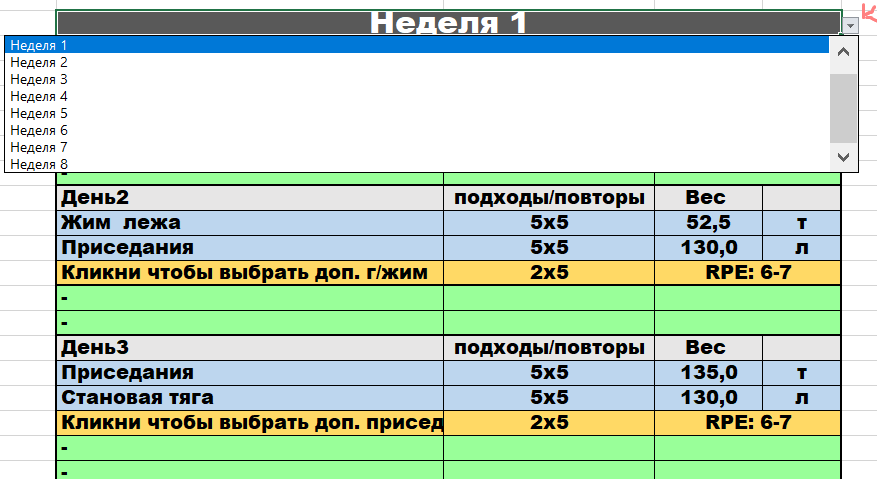 Неделя 1
Неделя 1
Неделя 2
Неделя 3
Неделя 4
Неделя 5
Неделя 6
Неделя 7
Неделя 8
-
День2 подходы/повторы Вес
Жим лежа 5x5 52,5 т
Приседания 5x5 130,0 л
Кликни чтобы выбрать доп. г/жим 2x5 RPE: 6-7
-
-
День3 подходы/повторы Вес
Приседания 5x5 135,0 т
Становая тяга 5x5 130,0 л
Кликни чтобы выбрать доп. присед 2x5 RPE: 6-7
-
-